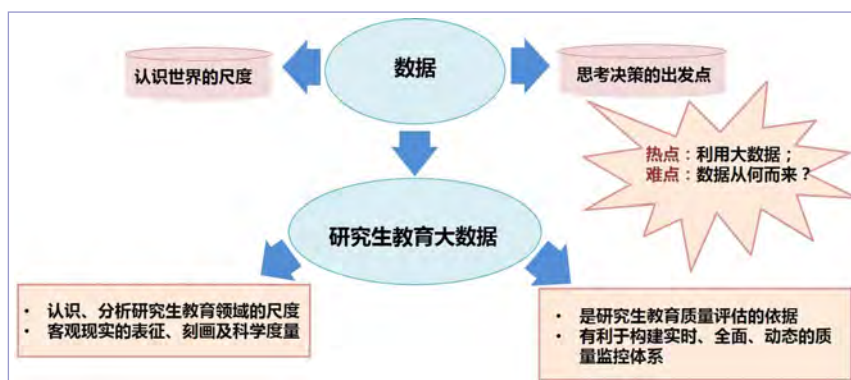 数据
认识世界的尺度
思考决策的出发点
热点：利用大数据；
难点：数据从何而来？
研究生教育大数据
• 认识、分析研究生教育领域的尺度
• 客观现实的表征、刻画及科学度量
• 是研究生教育质量评估的依据
• 有利于构建实时、全面、动态的质
量监控体系